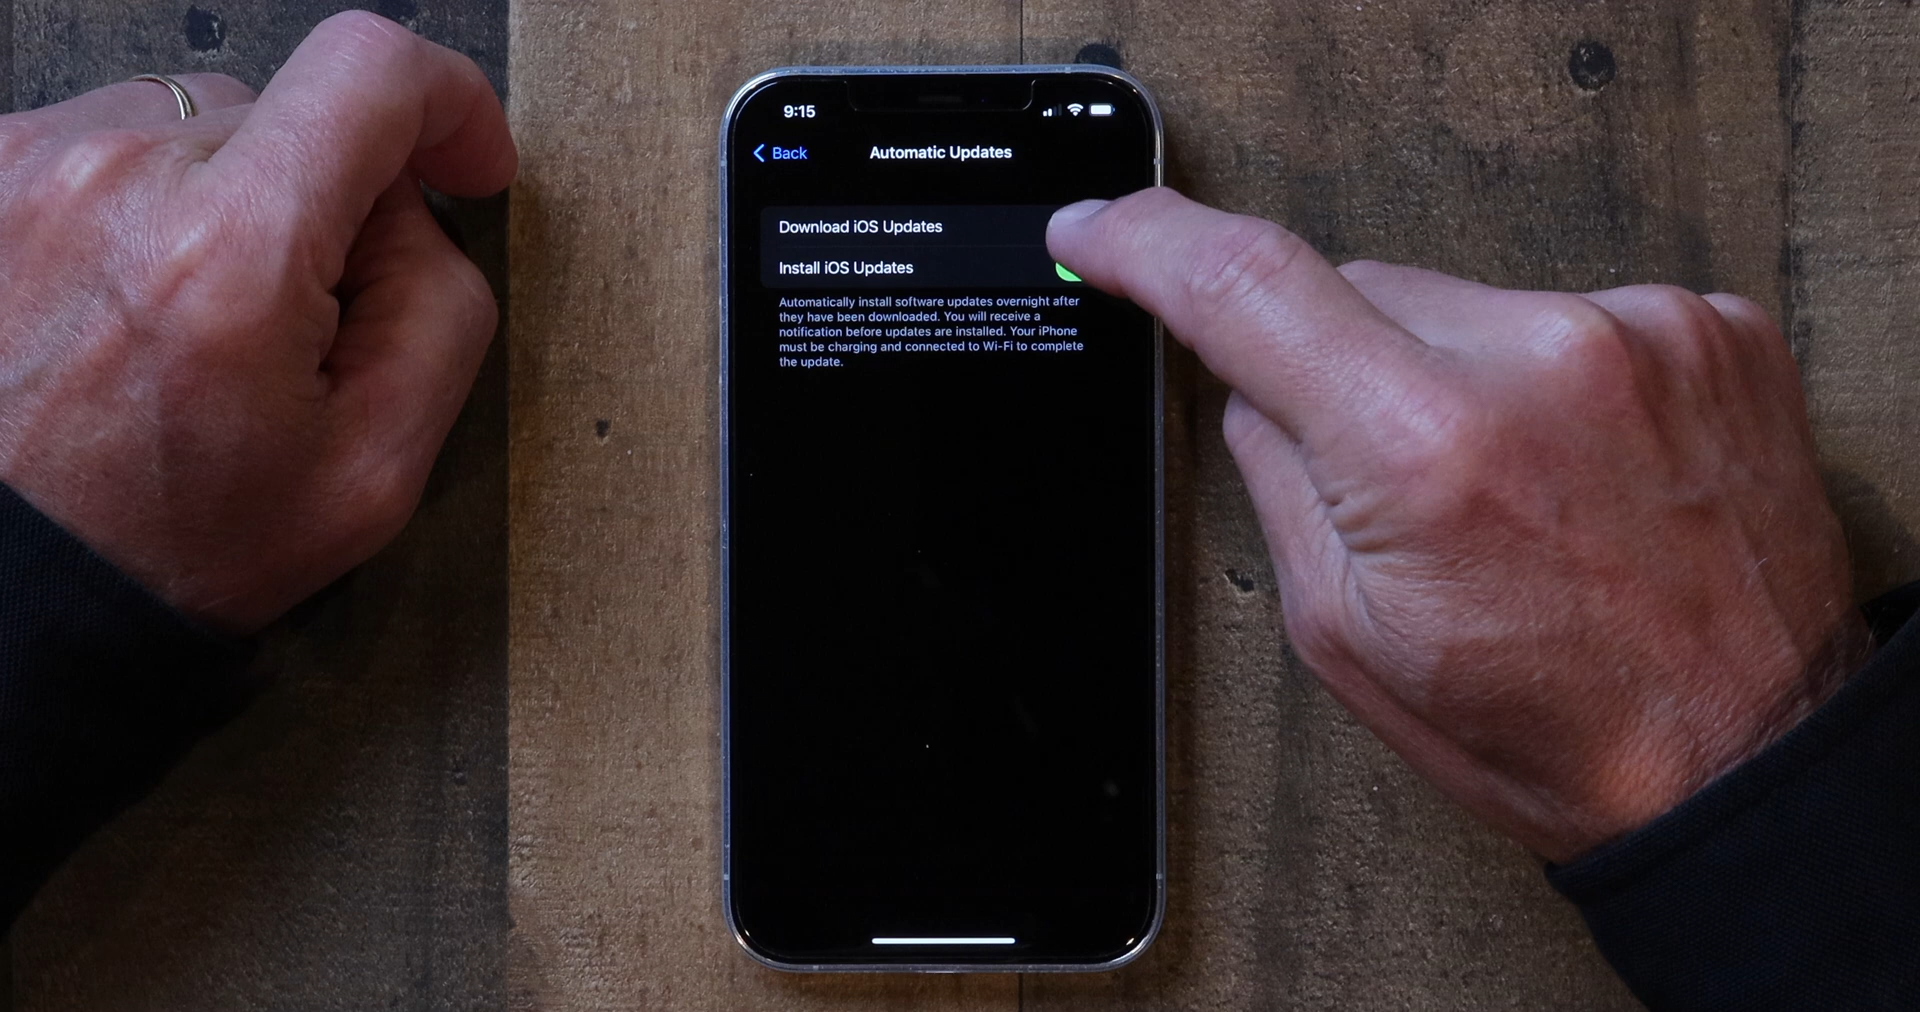 9:15
Back
Automatic Updates
Download iOS Updates
Install iOS Updates
Automatically install software updates overnight after
they have been downloaded. You will receive a
notification before updates are installed. Your iPhone
must be charging and connected to Wi-Fi to complete
the update.